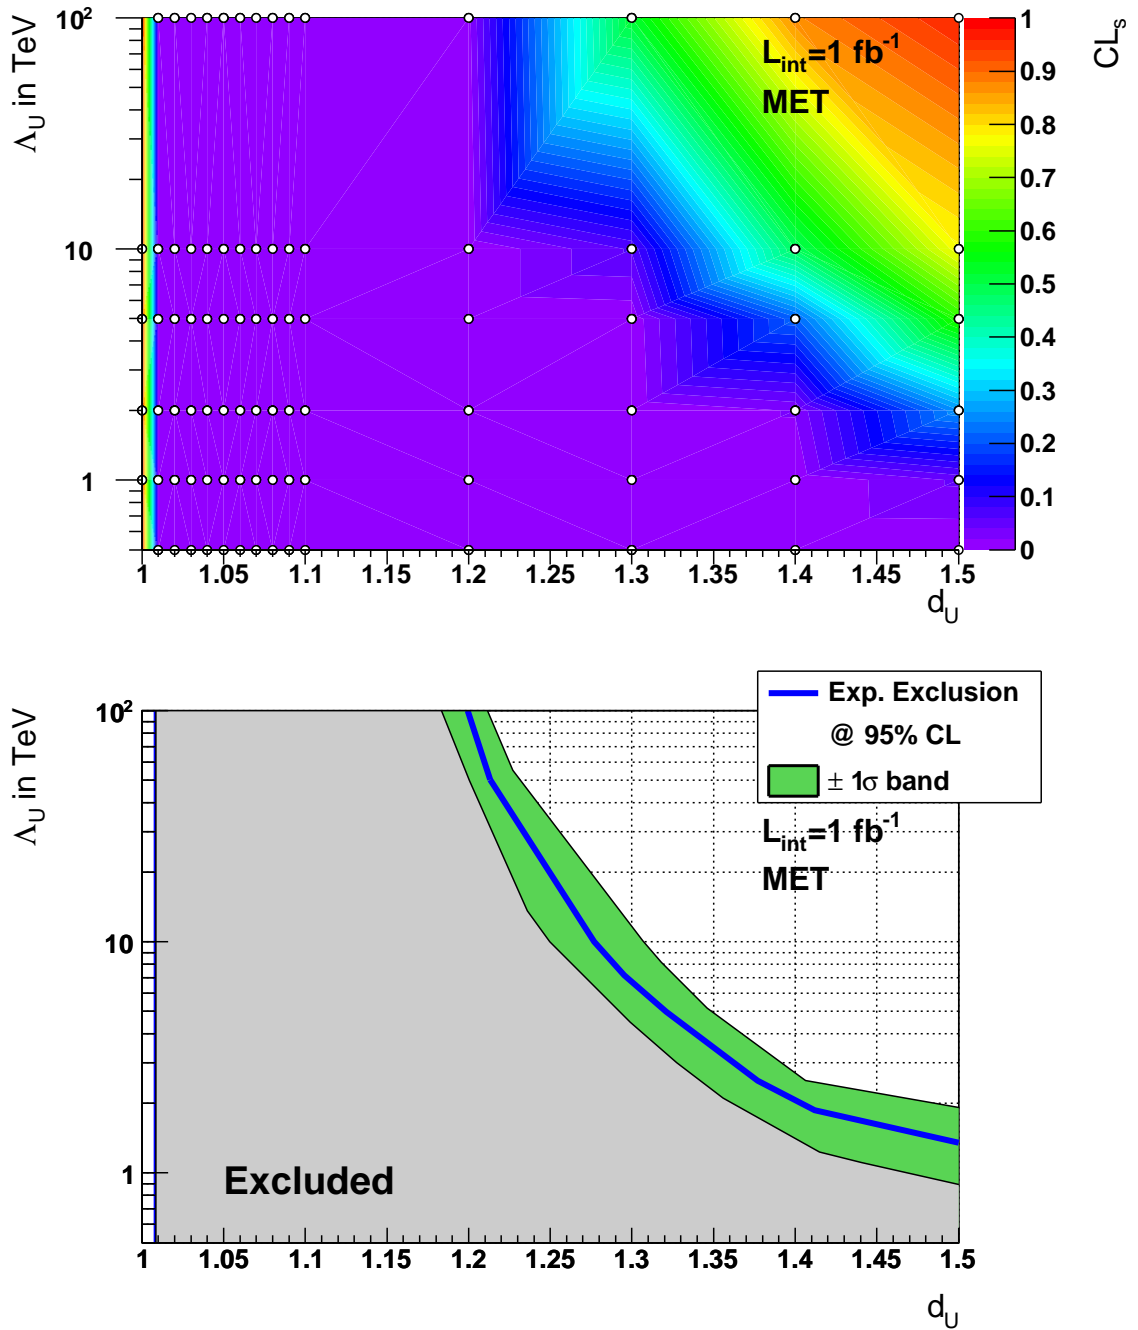 Λ_U in TeV
10²
10
1
L_int=1 fb⁻¹
MET
1 1.05 1.1 1.15 1.2 1.25 1.3 1.35 1.4 1.45 1.5
d_U
CL_s
1
0.9
0.8
0.7
0.6
0.5
0.4
0.3
0.2
0.1
0
Λ_U in TeV
10²
10
1
Exp. Exclusion
@ 95% CL
± 1σ band
L_int=1 fb⁻¹
MET
Excluded
1 1.05 1.1 1.15 1.2 1.25 1.3 1.35 1.4 1.45 1.5
d_U